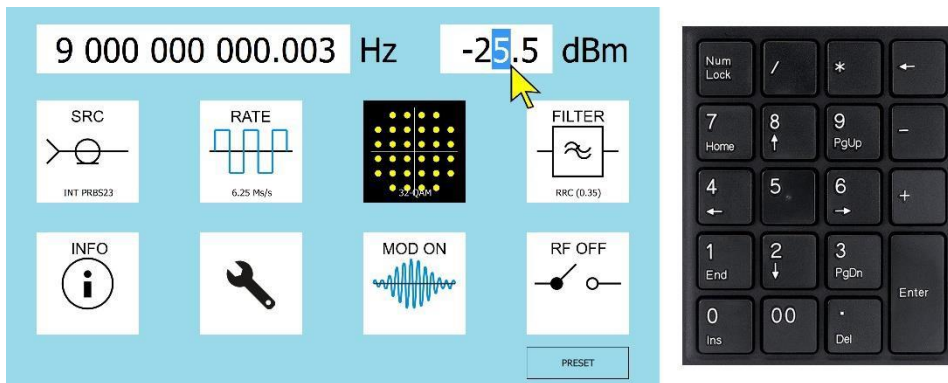 9 000 000 000.003 Hz -25.5 dBm
SRC RATE FILTER
INT PRBS23 6.25 Ms/s 32-QAM RRC (0.35)
INFO MOD ON RF OFF
PRESET
Num Lock / * ←
7 Home 8 ↑ 9 PgUp -
4 ← 5 6 → +
1 End 2 ↓ 3 PgDn Enter
0 Ins 00 . Del